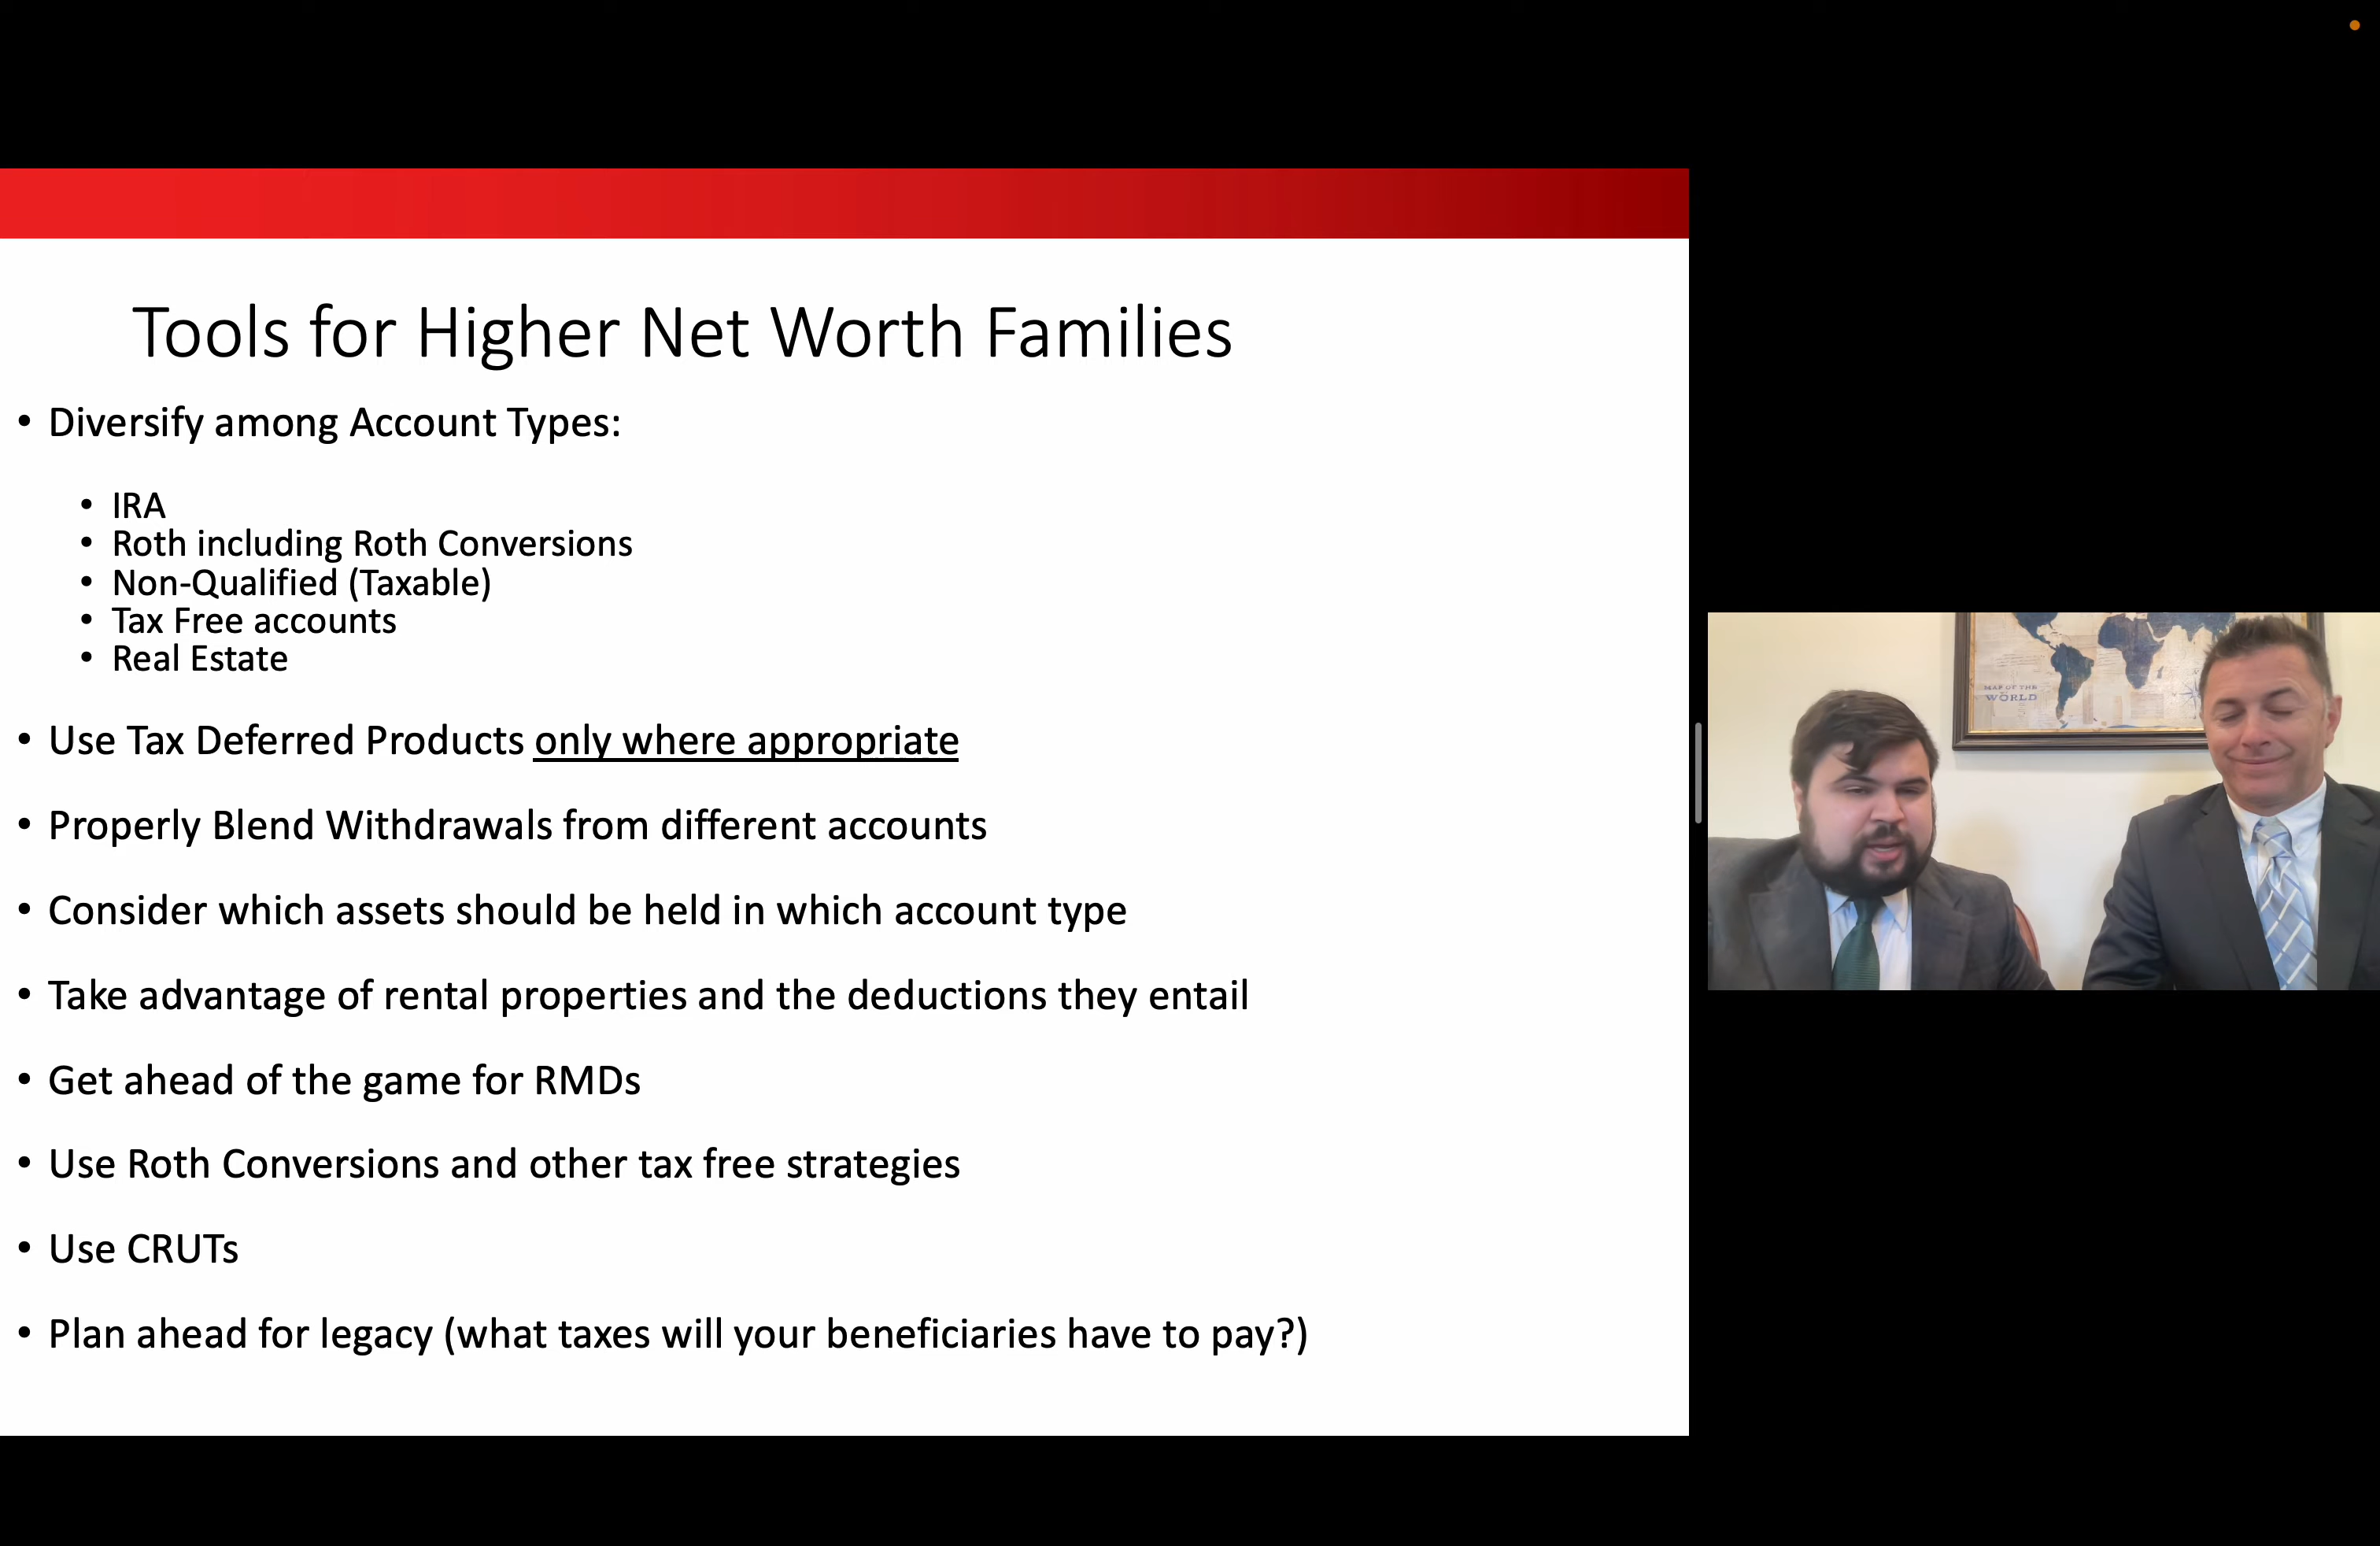 Tools for Higher Net Worth Families
• Diversify among Account Types:
• IRA
• Roth including Roth Conversions
• Non-Qualified (Taxable)
• Tax Free accounts
• Real Estate
• Use Tax Deferred Products only where appropriate
• Properly Blend Withdrawals from different accounts
• Consider which assets should be held in which account type
• Take advantage of rental properties and the deductions they entail
• Get ahead of the game for RMDs
• Use Roth Conversions and other tax free strategies
• Use CRUTs
• Plan ahead for legacy (what taxes will your beneficiaries have to pay?)
MAP OF THE
WORLD